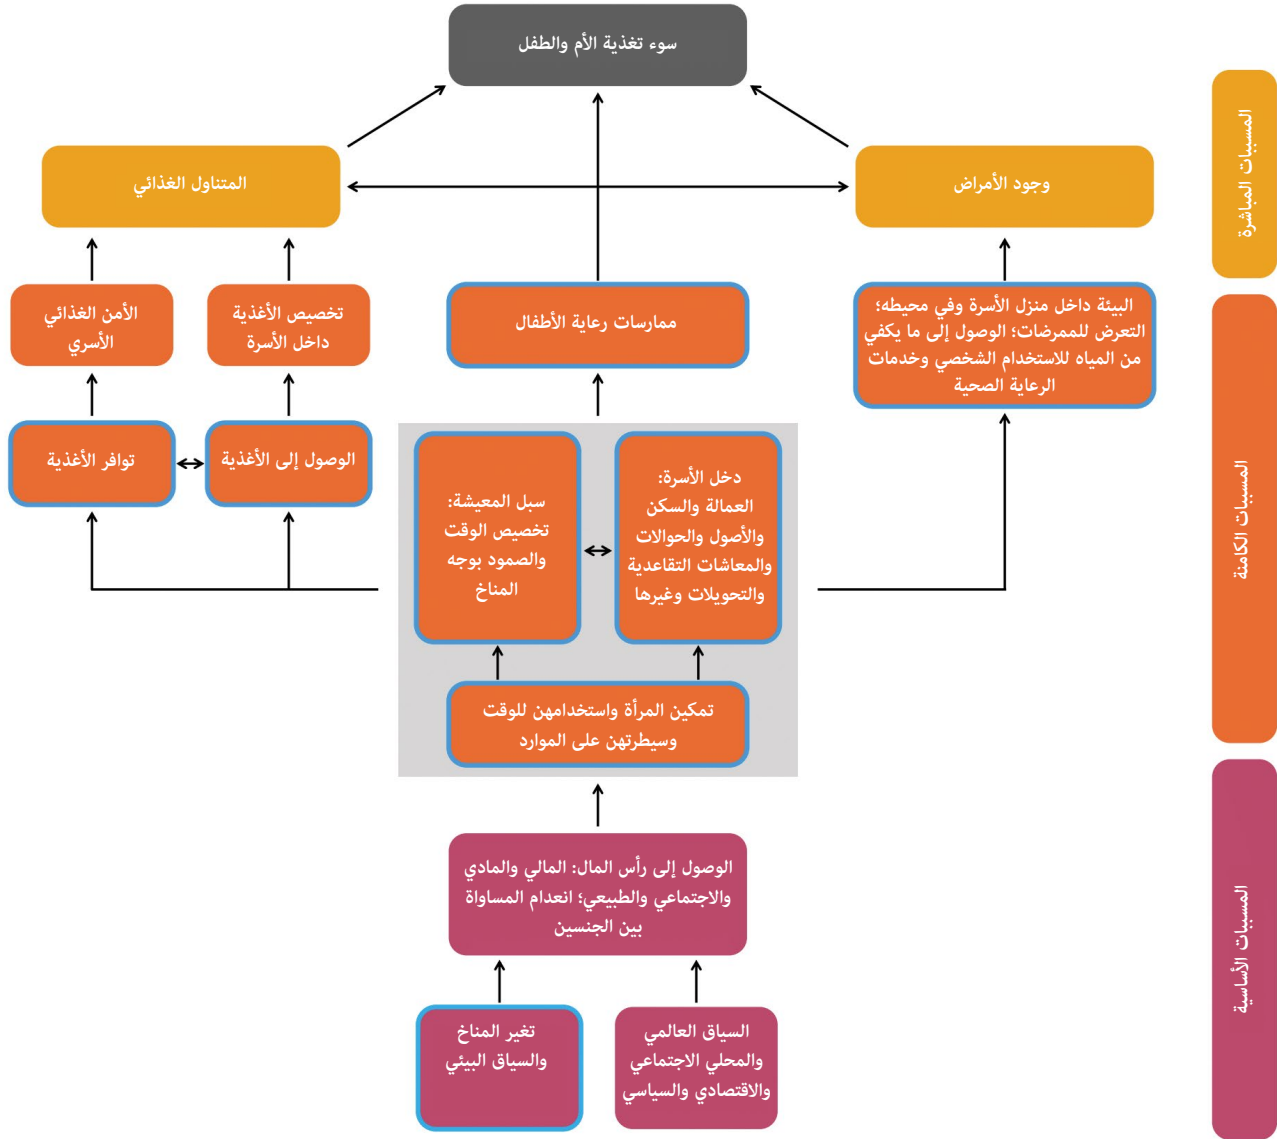 سوء تغذية الأم والطفل
المسببات المباشرة
وجود الأمراض
المتناول الغذائي
المسببات الكامنة
البيئة داخل منزل الأسرة وفي محيطه؛
التعرض للممرضات؛ الوصول إلى ما يكفي
من المياه للاستخدام الشخصي وخدمات
الرعاية الصحية
ممارسات رعاية الأطفال
تخصيص الأغذية
داخل الأسرة
الأمن الغذائي
الأسري
الوصول إلى الأغذية
توافر الأغذية
دخل الأسرة:
العمالة والسكن
والأصول والحوالات
والمعاشات التقاعدية
والتحويلات وغيرها
سبل المعيشة:
تخصيص الوقت
والصمود بوجه
المناخ
تمكين المرأة واستخدامهن للوقت
وسيطرتهن على الموارد
المسببات الأساسية
الوصول إلى رأس المال: المالي والمادي
والاجتماعي والطبيعي؛ انعدام المساواة
بين الجنسين
السياق العالمي
والمحلي الاجتماعي
والاقتصادي والسياسي
تغير المناخ
والسياق البيئي